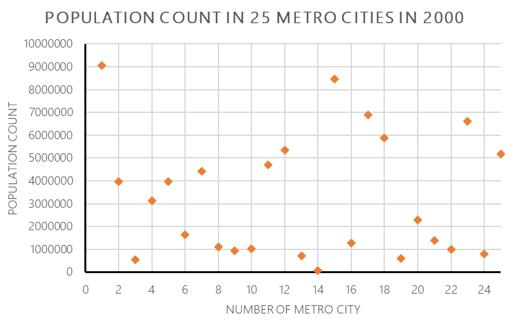 POPULATION COUNT IN 25 METRO CITIES IN 2000
10000000
9000000
8000000
7000000
6000000
5000000
4000000
3000000
2000000
1000000
0
POPULATION COUNT
0 2 4 6 8 10 12 14 16 18 20 22 24
NUMBER OF METRO CITY